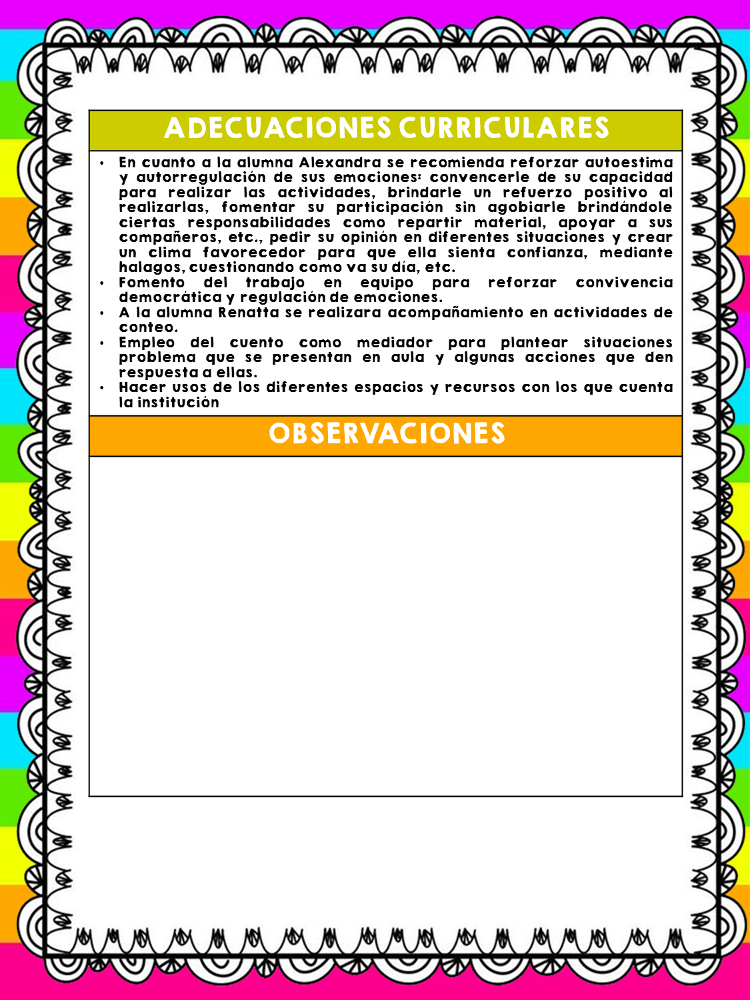 ADECUACIONES CURRICULARES
• En cuanto a la alumna Alexandra se recomienda reforzar autoestima
y autorregulación de sus emociones: convencerle de su capacidad
para realizar las actividades, brindarle un refuerzo positivo al
realizarlas, fomentar su participación sin agobiarle brindándole
ciertas responsabilidades como repartir material, apoyar a sus
compañeros, etc., pedir su opinión en diferentes situaciones y crear
un clima favorecedor para que ella sienta confianza, mediante
halagos, cuestionando como va su día, etc.
• Fomento del trabajo en equipo para reforzar convivencia
democrática y regulación de emociones.
• A la alumna Renatta se realizara acompañamiento en actividades de
conteo.
• Empleo del cuento como mediador para plantear situaciones
problema que se presentan en aula y algunas acciones que den
respuesta a ellas.
• Hacer usos de los diferentes espacios y recursos con los que cuenta
la institución
OBSERVACIONES